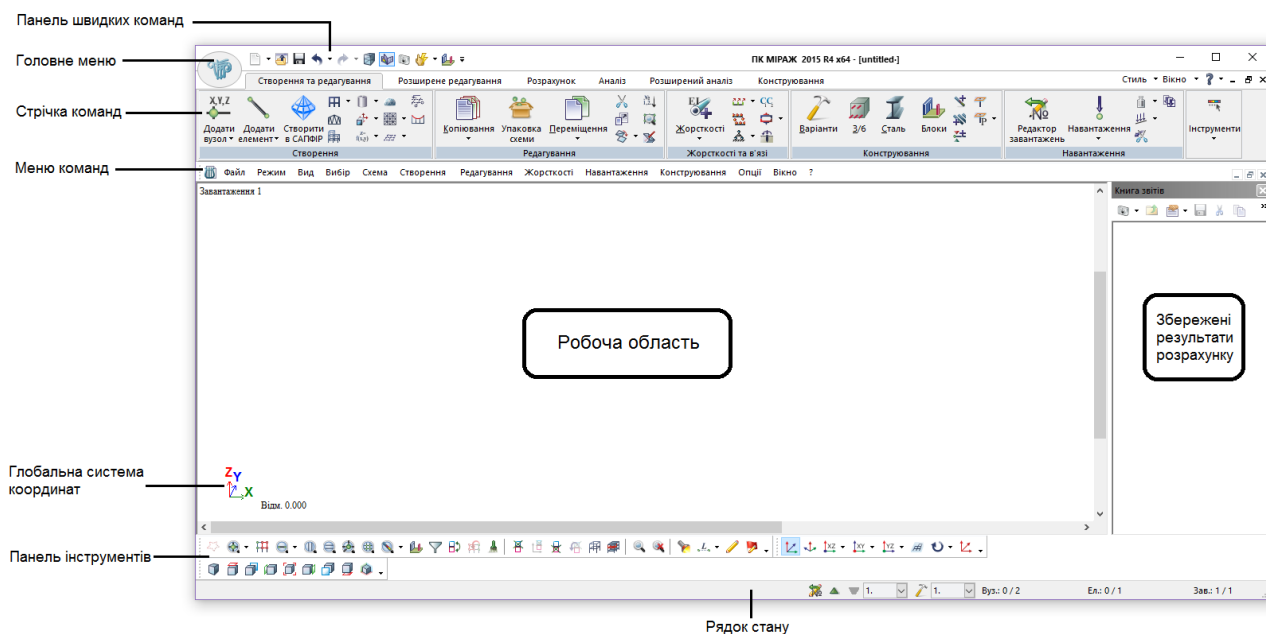 Панель швидких команд
Головне меню
ПК МІРАЖ 2015 R4 x64 - [untitled-]
Створення та редагування Розширене редагування Розрахунок Аналіз Розширений аналіз Конструювання Стиль Вікно ?
Стрічка команд
X,Y,Z
Додати вузол
Додати елемент
Створити в САПФІР
Створення
Копіювання
Упаковка схеми
Переміщення
Редагування
Жорсткості
Жорсткості та в'язі
Варіанти
3/6
Сталь
Блоки
Конструювання
№
Редактор завантажень
Навантаження
Навантаження
Інструменти
Меню команд
Файл Режим Вид Вибір Схема Створення Редагування Жорсткості Навантаження Конструювання Опції Вікно ?
Завантаження 1
Книга звітів
Робоча область
Збережені
результати
розрахунку
Глобальна система
координат
Z Y
X
Відм. 0.000
Панель інструментів
1. 1. Вуз.: 0 / 2 Ел.: 0 / 1 Зав.: 1 / 1
Рядок стану